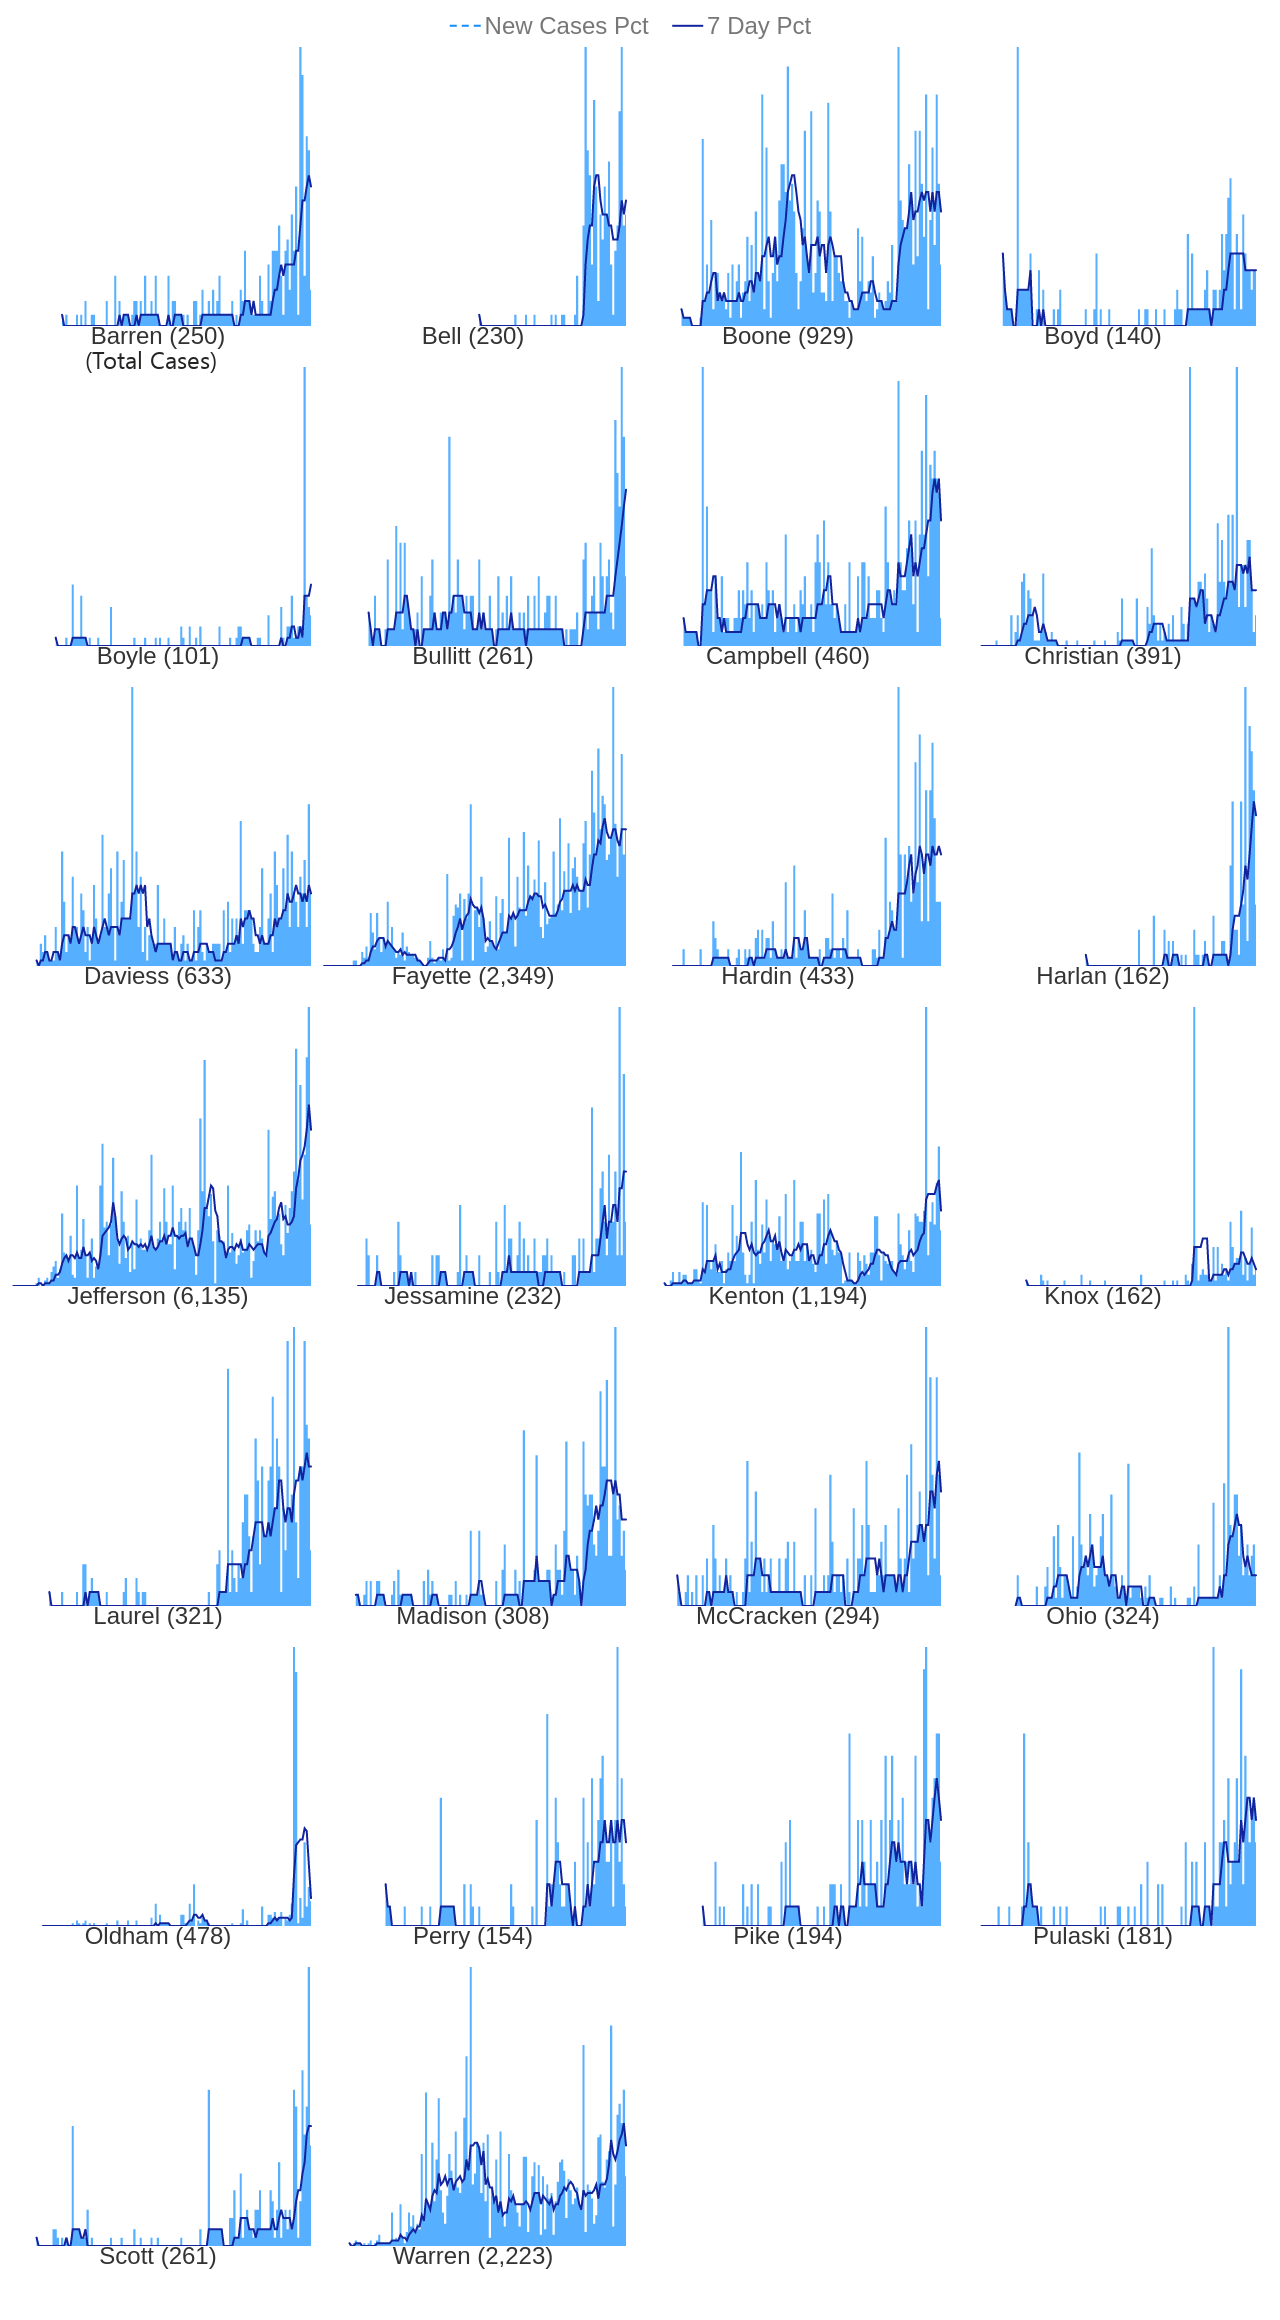 New Cases Pct 7 Day Pct
Barren (250) Bell (230) Boone (929) Boyd (140)
(Total Cases)
Boyle (101) Bullitt (261) Campbell (460) Christian (391)
Daviess (633) Fayette (2,349) Hardin (433) Harlan (162)
Jefferson (6,135) Jessamine (232) Kenton (1,194) Knox (162)
Laurel (321) Madison (308) McCracken (294) Ohio (324)
Oldham (478) Perry (154) Pike (194) Pulaski (181)
Scott (261) Warren (2,223)